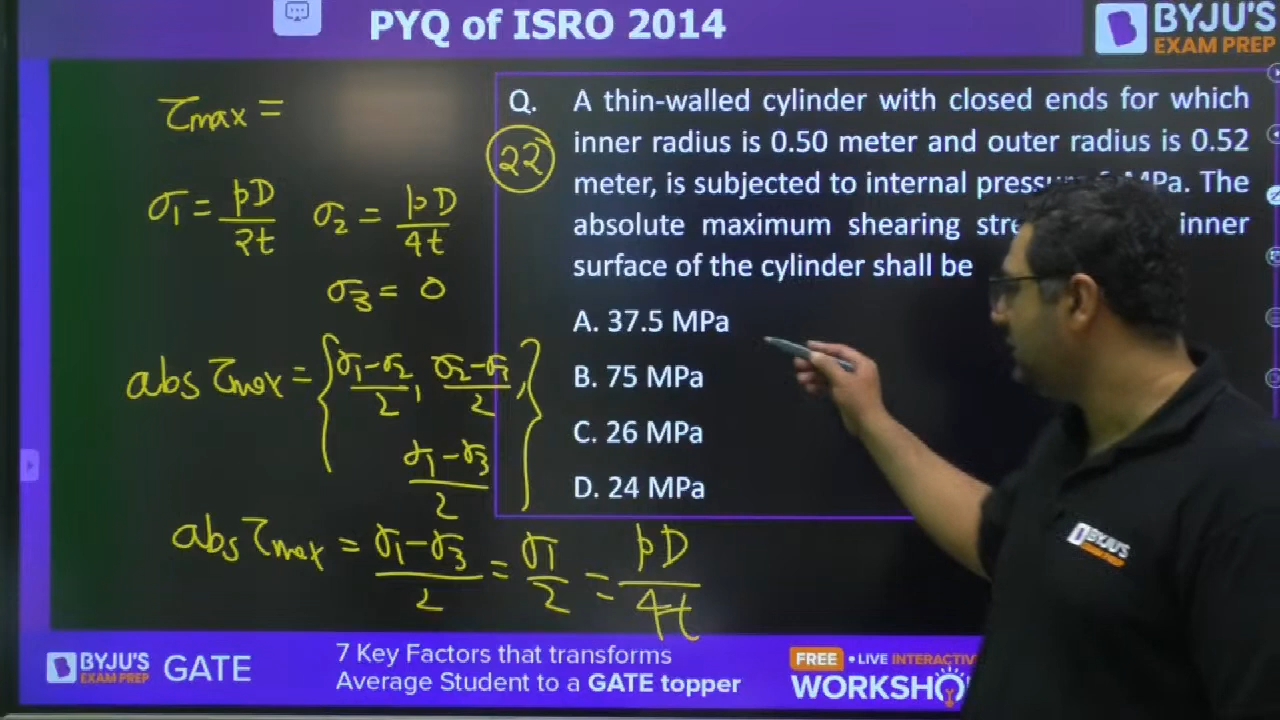 PYQ of ISRO 2014
BYJU'S
EXAM PREP
τmax =
σ1 = pD/2t σ2 = pD/4t
σ3 = 0
abs τmax = { σ1-σ2/2, σ2-σ3/2,
σ1-σ3/2 }
abs τmax = σ1-σ3/2 = σ1/2 = pD/4t
22
Q. A thin-walled cylinder with closed ends for which
inner radius is 0.50 meter and outer radius is 0.52
meter, is subjected to internal MPa. The
absolute maximum shearing inner
surface of the cylinder shall be
A. 37.5 MPa
B. 75 MPa
C. 26 MPa
D. 24 MPa
BYJU'S
EXAM PREP
BYJU'S
EXAM PREP
GATE
7 Key Factors that transforms
Average Student to a GATE topper
FREE • LIVE